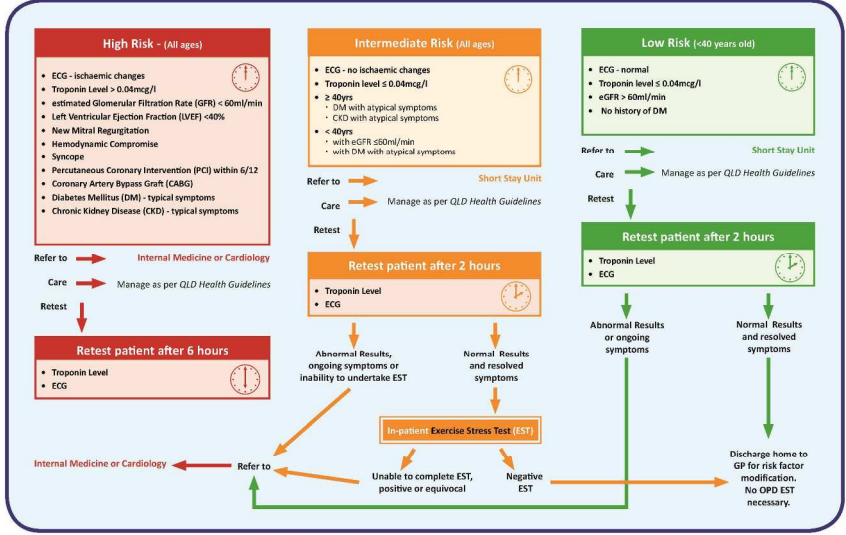 High Risk - (All ages)
• ECG - ischaemic changes
• Troponin Level > 0.04mcg/l
• estimated Glomerular Filtration Rate (GFR) < 60ml/min
• Left Ventricular Ejection Fraction (LVEF) <40%
• New Mitral Regurgitation
• Hemodynamic Compromise
• Syncope
• Percutaneous Coronary Intervention (PCI) within 6/12
• Coronary Artery Bypass Graft (CABG)
• Diabetes Mellitus (DM) - typical symptoms
• Chronic Kidney Disease (CKD) - typical symptoms
Refer to
Internal Medicine or Cardiology
Care
Manage as per QLD Health Guidelines
Retest
Retest patient after 6 hours
• Troponin Level
• ECG
Intermediate Risk (All ages)
• ECG - no ischaemic changes
• Troponin level ≤ 0.04mcg/l
• ≥ 40yrs
· DM with atypical symptoms
· CKD with atypical symptoms
• < 40yrs
· with eGFR ≤60ml/min
· with DM with atypical symptoms
Refer to
Short Stay Unit
Care
Manage as per QLD Health Guidelines
Retest
Retest patient after 2 hours
• Troponin Level
• ECG
Abnormal Results,
ongoing symptoms or
inability to undertake EST
Normal Results
and resolved
symptoms
In-patient Exercise Stress Test (EST)
Unable to complete EST,
positive or equivocal
Negative
EST
Refer to
Internal Medicine or Cardiology
Low Risk (<40 years old)
• ECG - normal
• Troponin level ≤ 0.04mcg/l
• eGFR > 60ml/min
• No history of DM
Refer to
Short Stay Unit
Care
Manage as per QLD Health Guidelines
Retest
Retest patient after 2 hours
• Troponin Level
• ECG
Abnormal Results
or ongoing
symptoms
Normal Results
and resolved
symptoms
Discharge home to
GP for risk factor
modification.
No OPD EST
necessary.